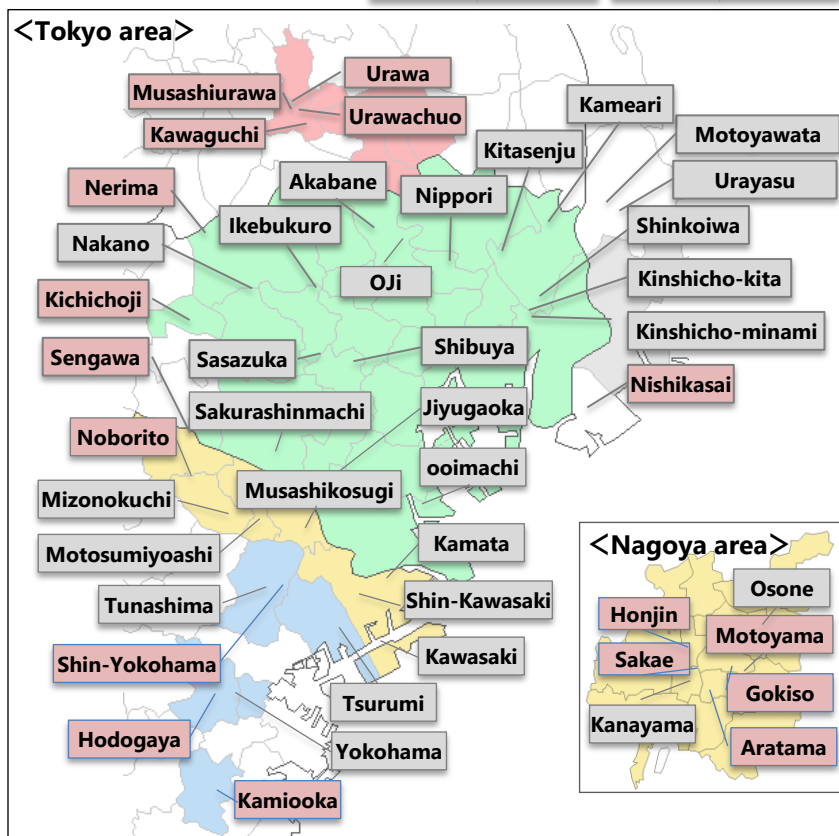 <Tokyo area>
Urawa
Musashiurawa
Urawachuo
Kawaguchi
Kameari
Motoyawata
Kitasenju
Akabane
Nippori
Urayasu
Nerima
Ikebukuro
Shinkoiwa
Nakano
OJi
Kinshicho-kita
Kichichoji
Kinshicho-minami
Sasazuka
Shibuya
Sengawa
Nishikasai
Sakurashinmachi
Jiyugaoka
Noborito
ooimachi
Mizonokuchi
Musashikosugi
Motosumiyoashi
Kamata
Tunashima
Shin-Kawasaki
Shin-Yokohama
Kawasaki
Tsurumi
Hodogaya
Yokohama
Kamiooka
<Nagoya area>
Osone
Honjin
Motoyama
Sakae
Gokiso
Kanayama
Aratama